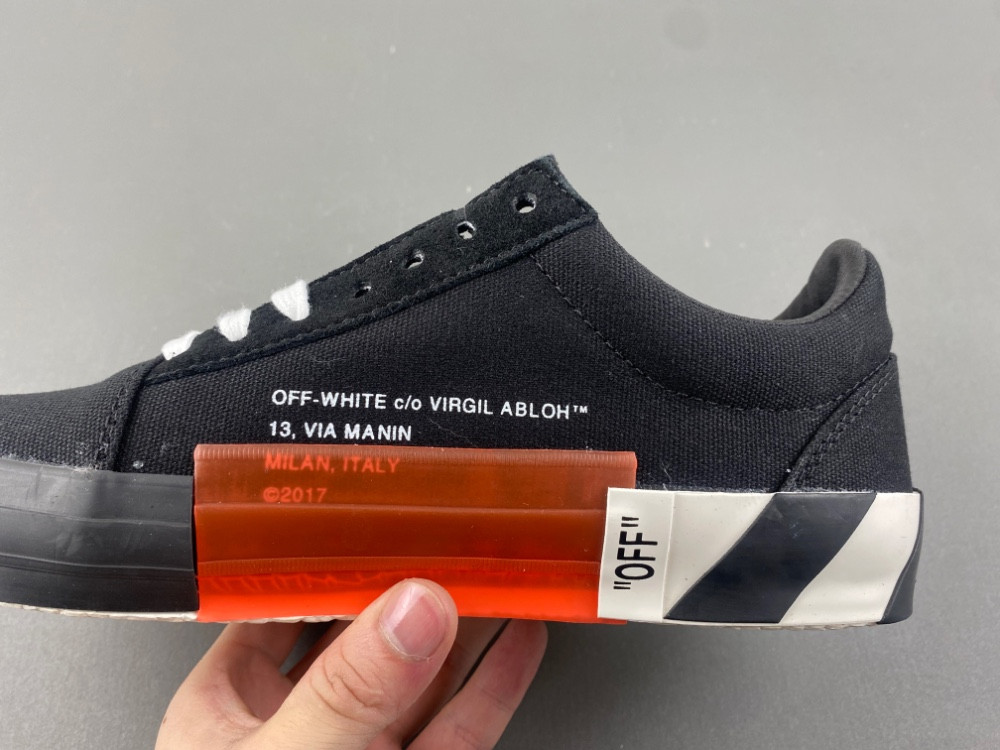 OFF-WHITE c/o VIRGIL ABLOH™
13, VIA MANIN
MILAN, ITALY
©2017
"OFF"